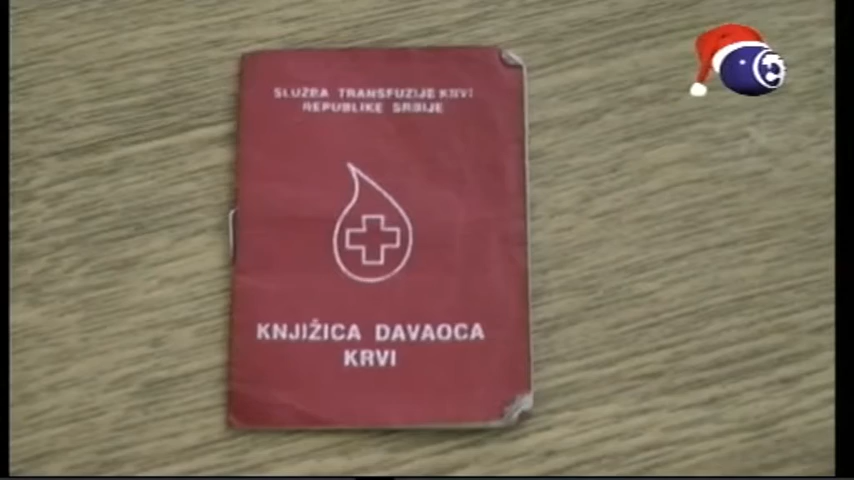 SLUŽBA TRANSFUZIJE KRVI
REPUBLIKE SRBIJE
KNJIŽICA DAVAOCA
KRVI